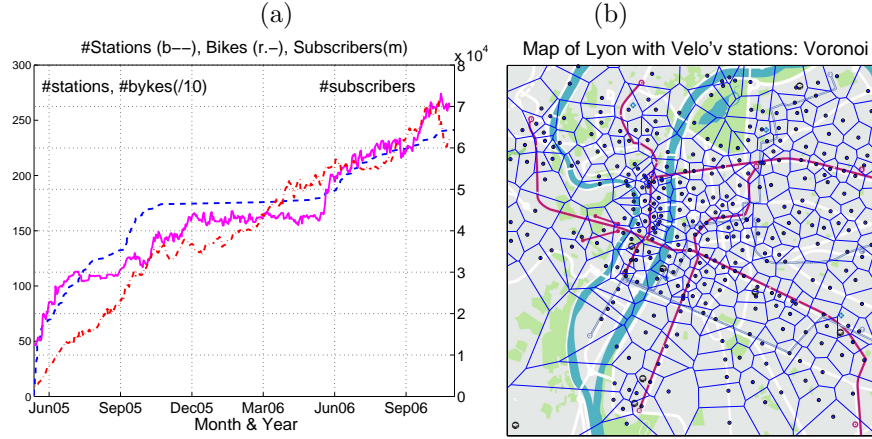 (a)
#Stations (b−−), Bikes (r.−), Subscribers(m)
x 10^4
#stations, #bykes(/10)
#subscribers
300
250
200
150
100
50
0
8
7
6
5
4
3
2
1
0
Jun05 Sep05 Dec05 Mar06 Jun06 Sep06
Month & Year
(b)
Map of Lyon with Velo'v stations: Voronoi